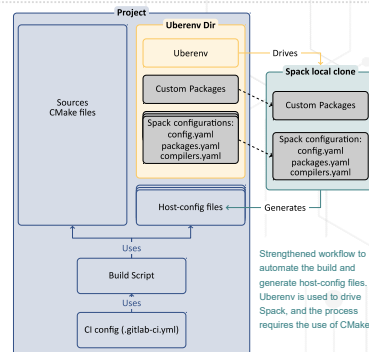 Project
Uberenv Dir
Sources
CMake files
Uberenv
Drives
Custom Packages
Spack configurations:
config.yaml
packages.yaml
compilers.yaml
Spack local clone
Custom Packages
Spack configuration:
config.yaml
packages.yaml
compilers.yaml
Host-config files
Generates
Uses
Build Script
Uses
CI config (.gitlab-ci.yml)
Strengthened workflow to
automate the build and
generate host-config files.
Uberenv is used to drive
Spack, and the process
requires the use of CMake